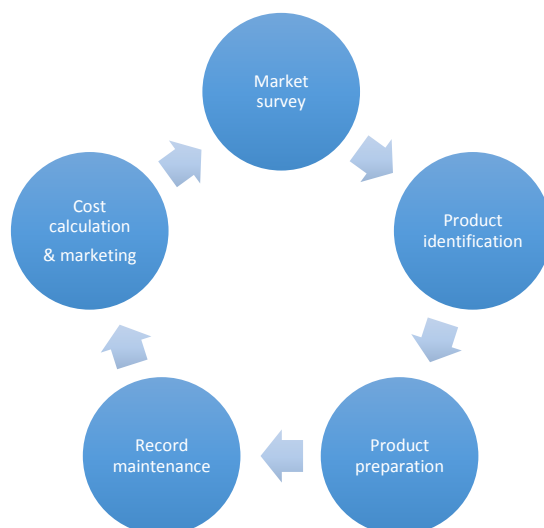 Market
survey
Product
identification
Product
preparation
Record
maintenance
Cost
calculation
& marketing